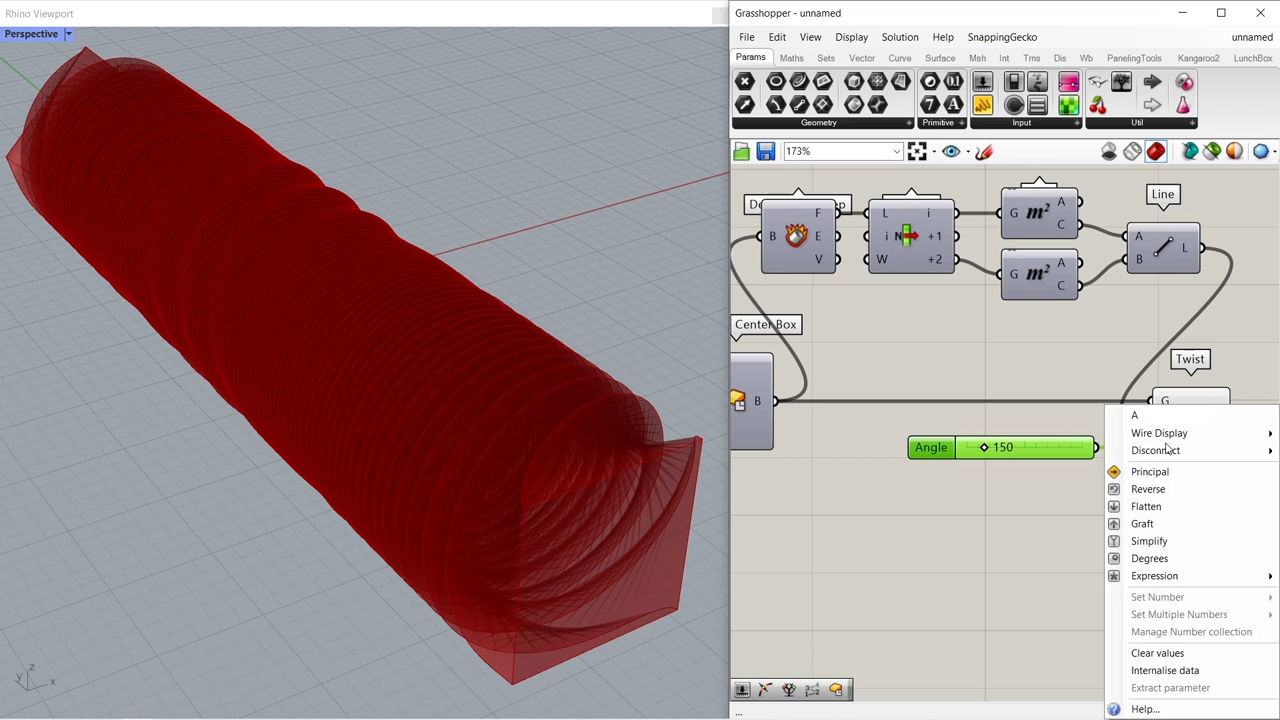 Rhino Viewport
Perspective
z
y
x
Grasshopper - unnamed
File Edit View Display Solution Help SnappingGecko unnamed
Params Maths Sets Vector Curve Surface Msh Int Trns Dis Wb PanelingTools Kangaroo2 LunchBox
Geometry Primitive Input Util
173%
Line
F
L i
G m² A
C
A
B L
B E
i N +1
V
W +2
G m² A
C
Center Box
B
Twist
G
Angle 150
A
Wire Display
Disconnect
Principal
Reverse
Flatten
Graft
Simplify
Degrees
Expression
Set Number
Set Multiple Numbers
Manage Number collection
Clear values
Internalise data
Extract parameter
Help...
...